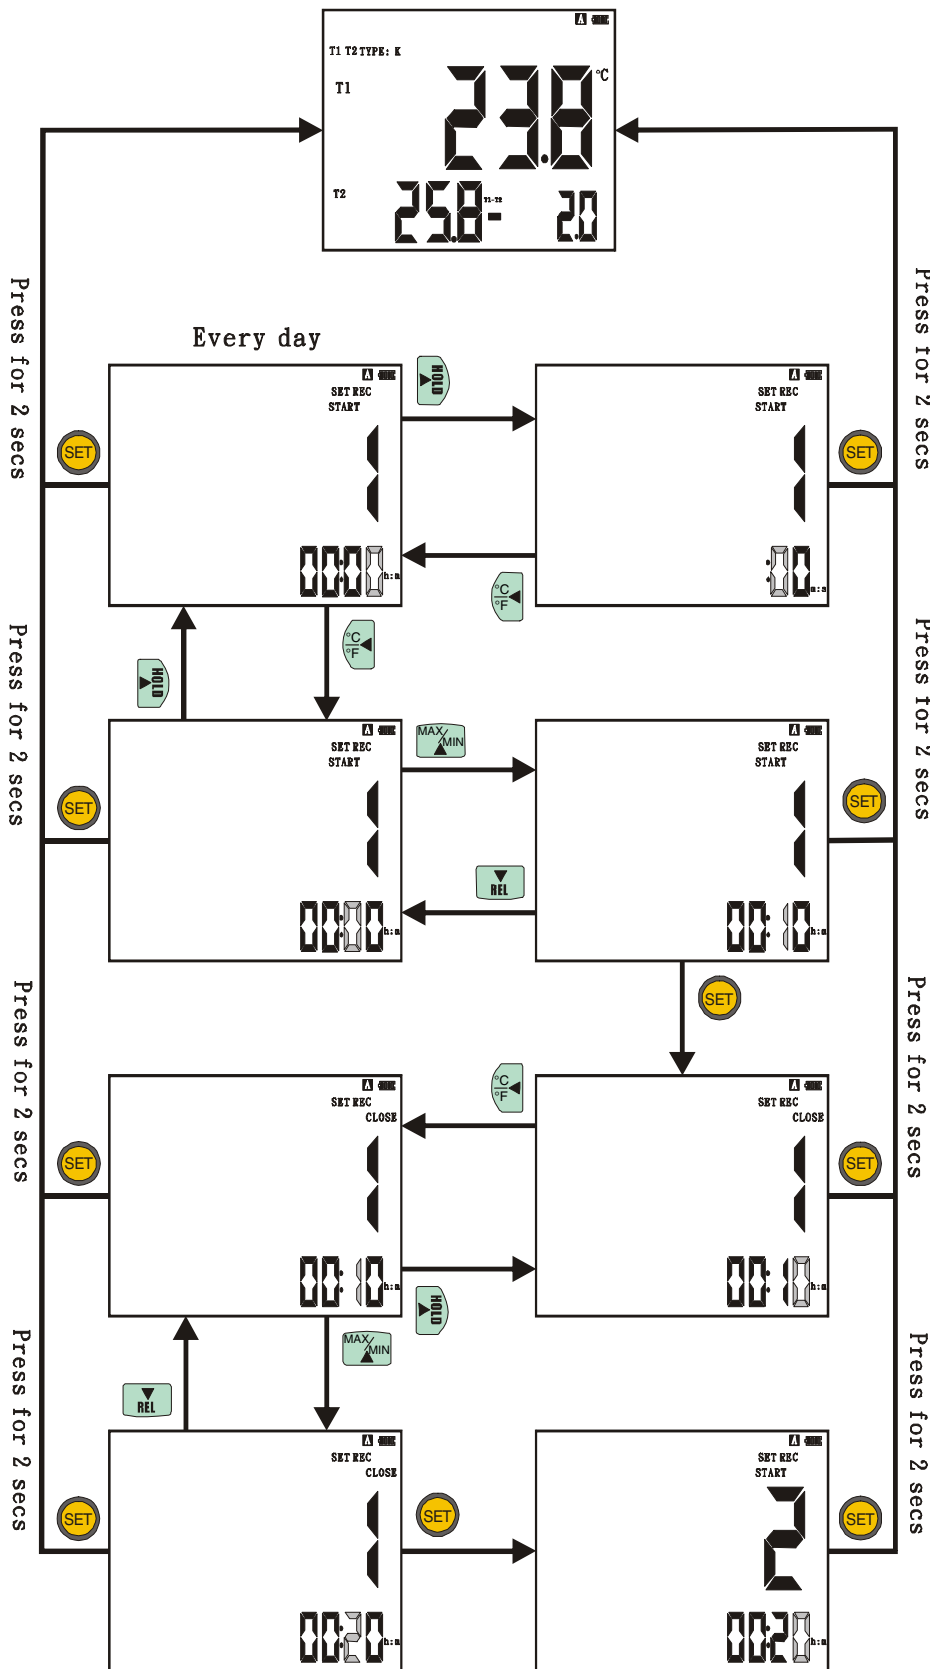 A
T1 T2 TYPE: K
T1
23.8 °C
T2
25.8
T1-T2
- 2.0
Press for 2 secs
Press for 2 secs
Every day
A
SET REC
START
1
00:00 h:m
HOLD
°C
°F
A
SET REC
START
1
:00 m:s
SET
SET
Press for 2 secs
Press for 2 secs
HOLD
°C
°F
A
SET REC
START
1
00:00 h:m
MAX/MIN
REL
A
SET REC
START
1
00:10 h:m
SET
SET
Press for 2 secs
Press for 2 secs
SET
A
SET REC
CLOSE
1
00:10 h:m
°C
°F
HOLD
A
SET REC
CLOSE
1
00:10 h:m
SET
SET
Press for 2 secs
Press for 2 secs
REL
MAX/MIN
A
SET REC
CLOSE
1
00:20 h:m
SET
A
SET REC
START
2
00:20 h:m
SET
SET